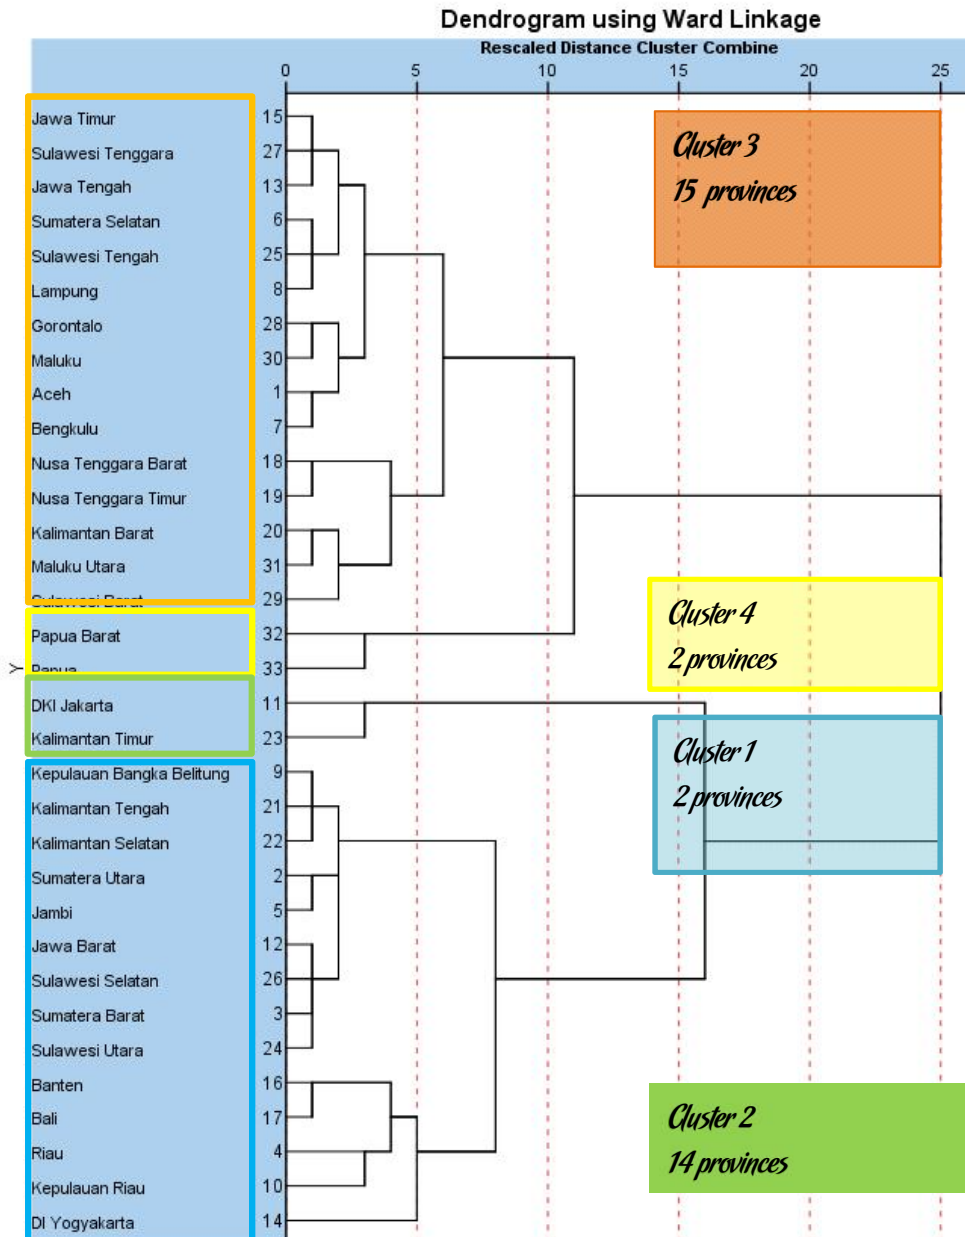 Dendrogram using Ward Linkage
Rescaled Distance Cluster Combine
0 5 10 15 20 25
Jawa Timur 15
Sulawesi Tenggara 27
Jawa Tengah 13
Sumatera Selatan 6
Sulawesi Tengah 25
Lampung 8
Gorontalo 28
Maluku 30
Aceh 1
Bengkulu 7
Nusa Tenggara Barat 18
Nusa Tenggara Timur 19
Kalimantan Barat 20
Maluku Utara 31
Sulawesi Barat 29
Papua Barat 32
Papua 33
DKI Jakarta 11
Kalimantan Timur 23
Kepulauan Bangka Belitung 9
Kalimantan Tengah 21
Kalimantan Selatan 22
Sumatera Utara 2
Jambi 5
Jawa Barat 12
Sulawesi Selatan 26
Sumatera Barat 3
Sulawesi Utara 24
Banten 16
Bali 17
Riau 4
Kepulauan Riau 10
DI Yogyakarta 14
Y
Cluster 3
15 provinces
Cluster 4
2 provinces
Cluster 1
2 provinces
Cluster 2
14 provinces